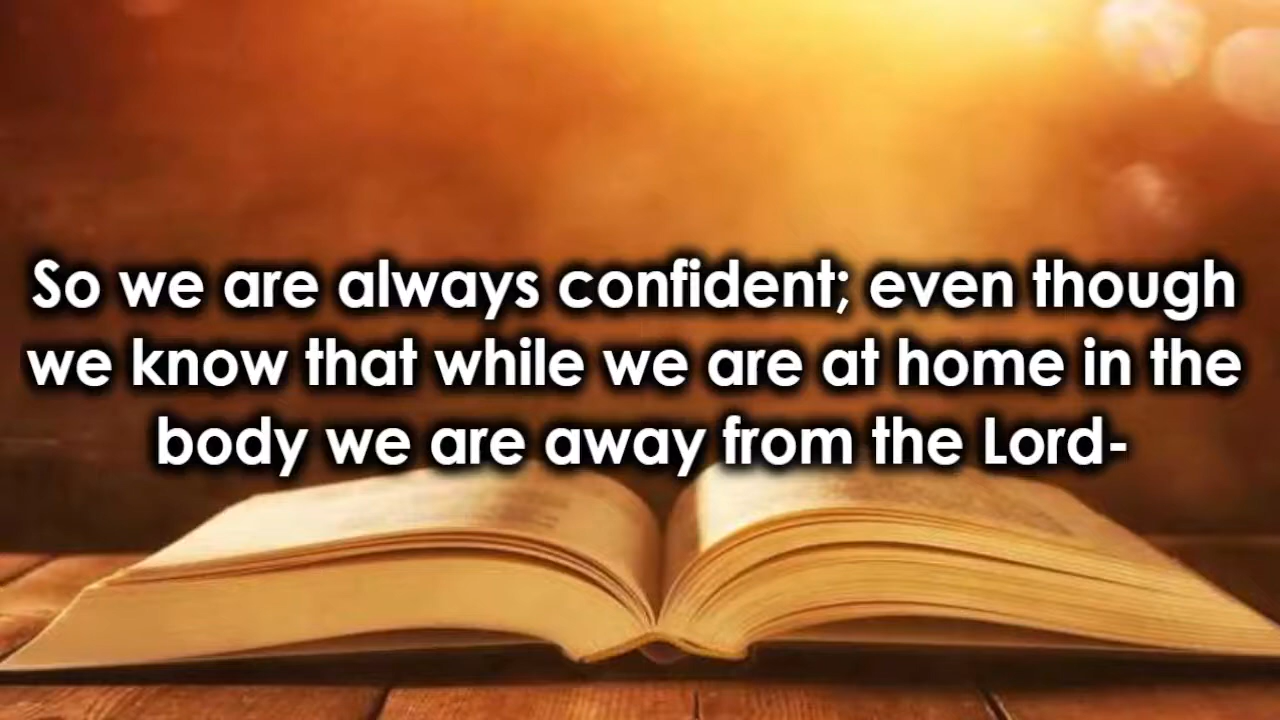 So we are always confident; even though
we know that while we are at home in the
body we are away from the Lord-